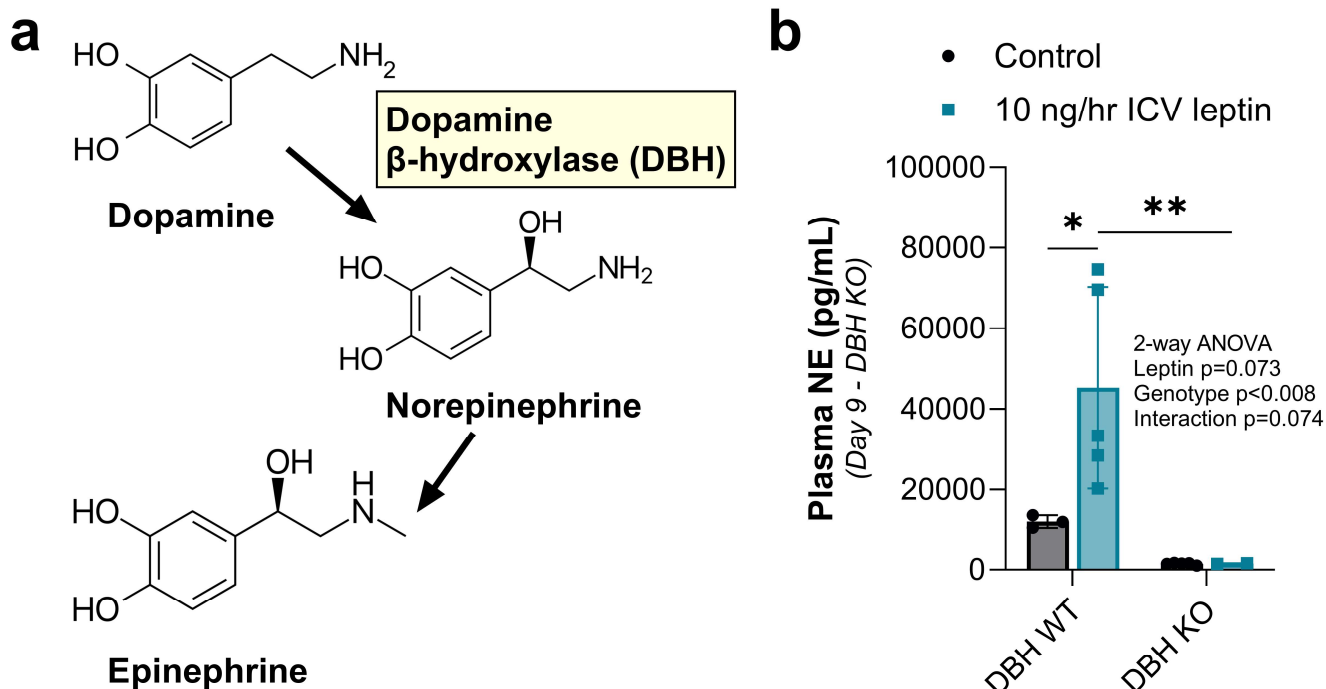 a
HO
NH2
HO
Dopamine
Dopamine
β-hydroxylase (DBH)
OH
HO
NH2
HO
Norepinephrine
OH
H
HO
N
HO
Epinephrine
b
Control
10 ng/hr ICV leptin
Plasma NE (pg/mL)
(Day 9 - DBH KO)
100000
80000
60000
40000
20000
0
*
**
2-way ANOVA
Leptin p=0.073
Genotype p<0.008
Interaction p=0.074
DBH WT
DBH KO